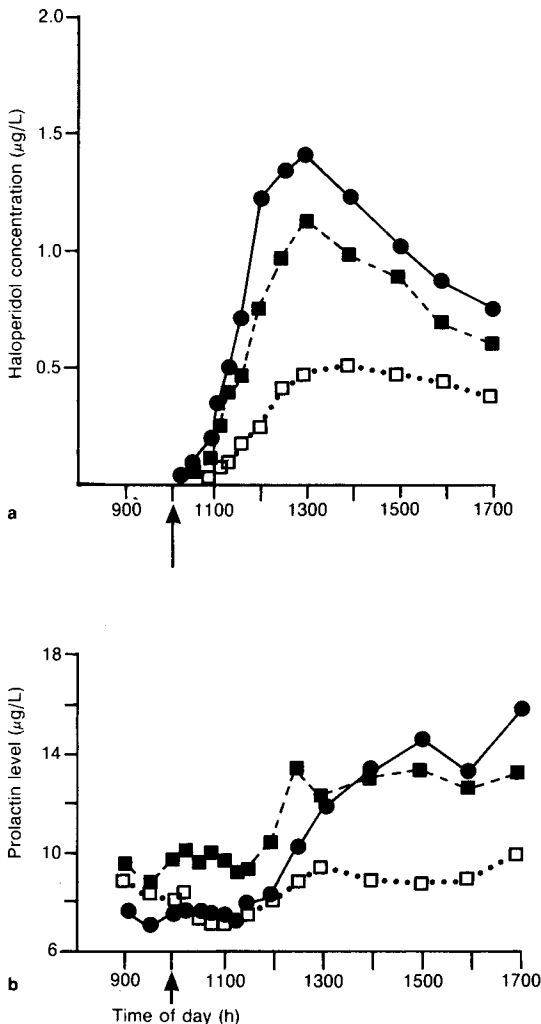 Haloperidol concentration (μg/L)
2.0
1.5
1.0
0.5
900 1100 1300 1500 1700
a
Prolactin level (μg/L)
18
14
10
6
900 1100 1300 1500 1700
b
Time of day (h)